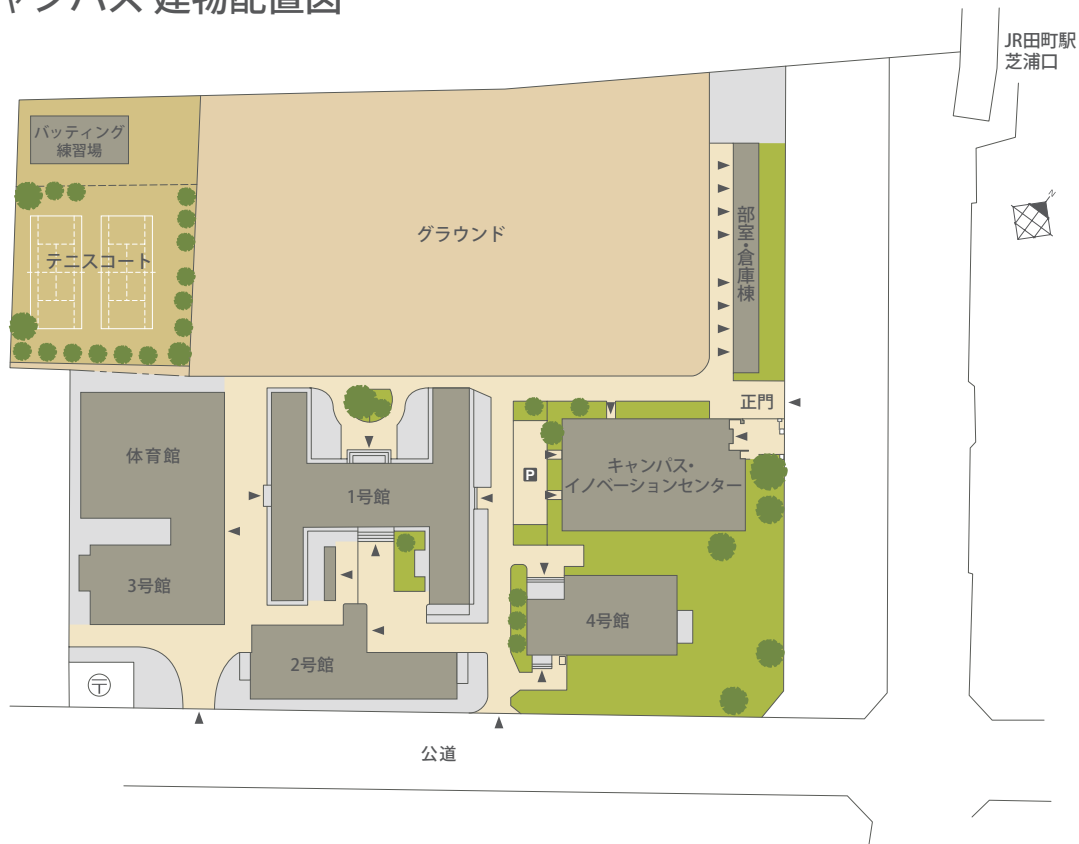 キャンパス 建物配置図
JR田町駅
芝浦口
バッティング
練習場
N
グラウンド
部室・倉庫棟
テニスコート
正門
体育館
キャンパス・
イノベーションセンター
P
1号館
3号館
4号館
2号館
〒
公道